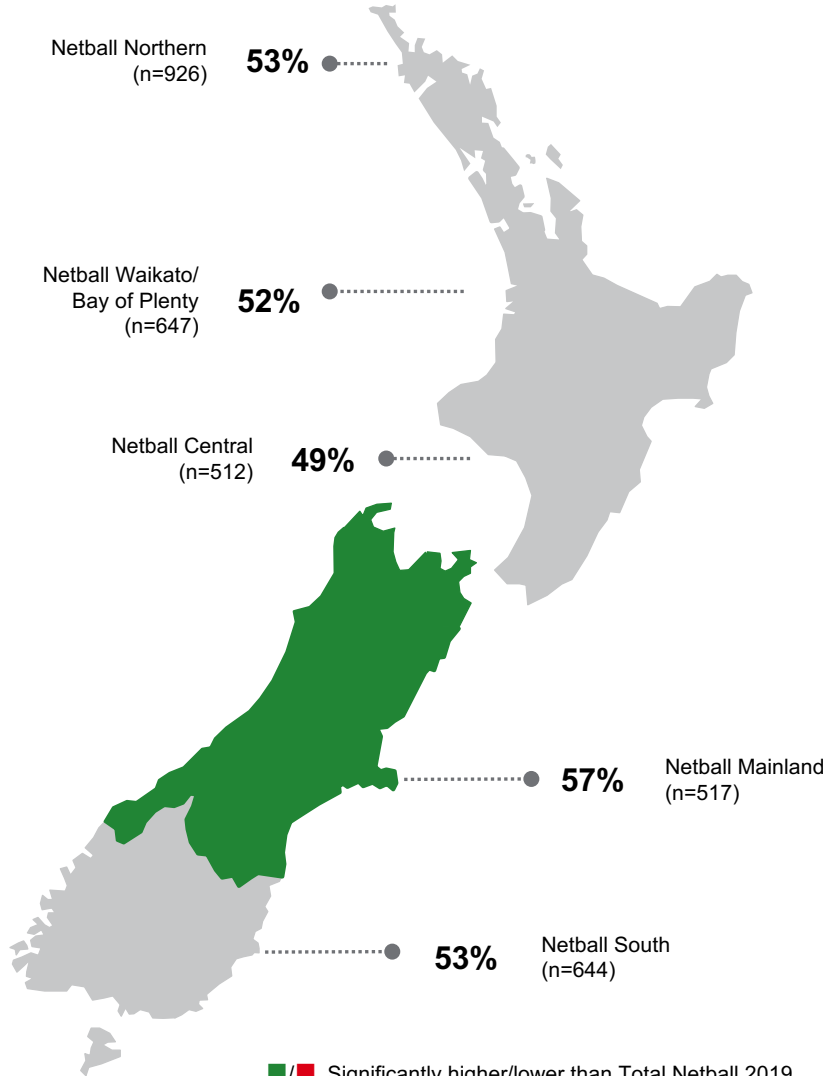 Netball Northern
(n=926)
53%
Netball Waikato/
Bay of Plenty
(n=647)
52%
Netball Central
(n=512)
49%
57%
Netball Mainland
(n=517)
53%
Netball South
(n=644)
/ Significantly higher/lower than Total Netball 2019